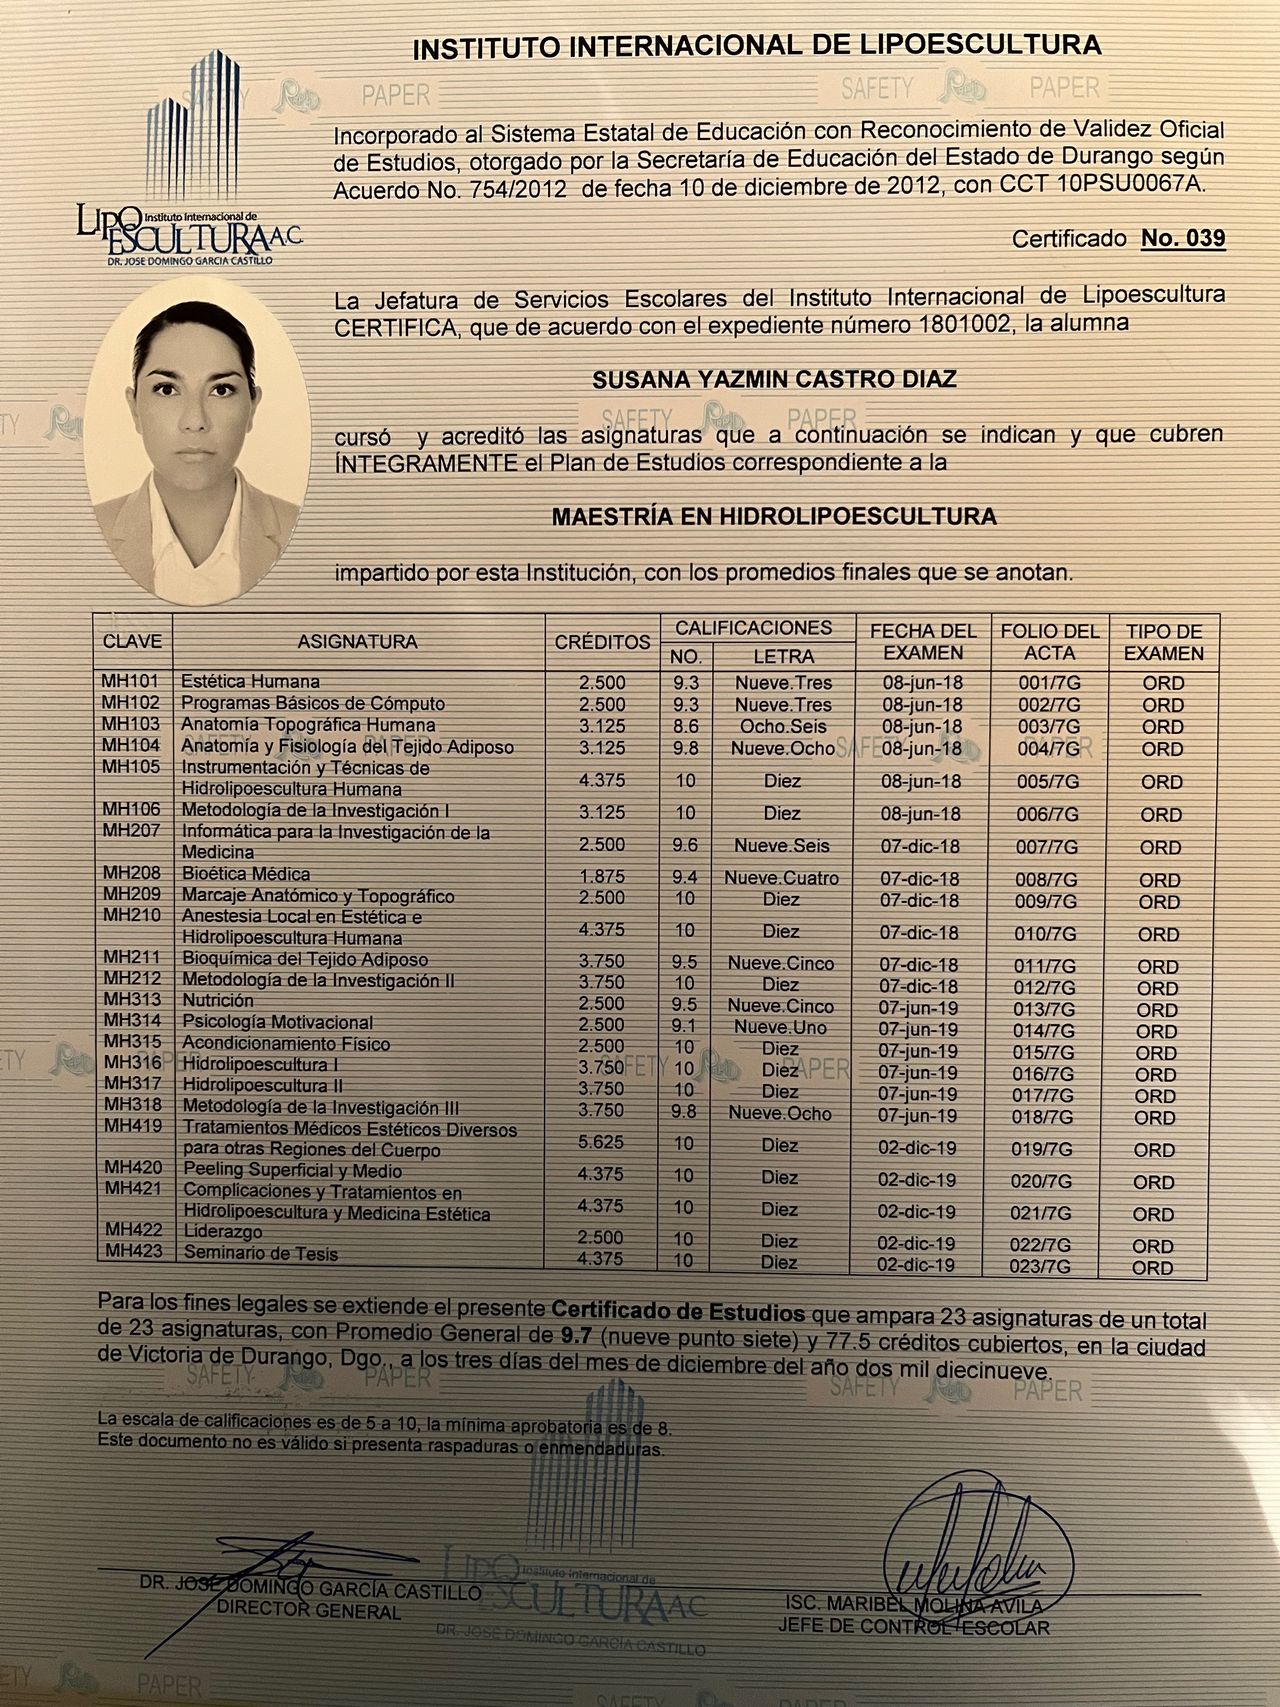 INSTITUTO INTERNACIONAL DE LIPOESCULTURA
SAFETY Red PAPER SAFETY Red PAPER
Incorporado al Sistema Estatal de Educación con Reconocimiento de Validez Oficial
de Estudios, otorgado por la Secretaría de Educación del Estado de Durango según
Acuerdo No. 754/2012 de fecha 10 de diciembre de 2012, con CCT 10PSU0067A.
LIPO Instituto Internacional de
ESCULTURA A.C.
DR. JOSE DOMINGO GARCIA CASTILLO
Certificado No. 039
La Jefatura de Servicios Escolares del Instituto Internacional de Lipoescultura
CERTIFICA, que de acuerdo con el expediente número 1801002, la alumna
SUSANA YAZMIN CASTRO DIAZ
SAFETY PAPER
cursó y acreditó las asignaturas que a continuación se indican y que cubren
ÍNTEGRAMENTE el Plan de Estudios correspondiente a la
MAESTRÍA EN HIDROLIPOESCULTURA
impartido por esta Institución, con los promedios finales que se anotan.
CLAVE ASIGNATURA CRÉDITOS CALIFICACIONES FECHA DEL EXAMEN FOLIO DEL ACTA TIPO DE EXAMEN
NO. LETRA
MH101 Estética Humana 2.500 9.3 Nueve.Tres 08-jun-18 001/7G ORD
MH102 Programas Básicos de Cómputo 2.500 9.3 Nueve.Tres 08-jun-18 002/7G ORD
MH103 Anatomía Topográfica Humana 3.125 8.6 Ocho.Seis 08-jun-18 003/7G ORD
MH104 Anatomía y Fisiología del Tejido Adiposo 3.125 9.8 Nueve.Ocho 08-jun-18 004/7G ORD
MH105 Instrumentación y Técnicas de
Hidrolipoescultura Humana 4.375 10 Diez 08-jun-18 005/7G ORD
MH106 Metodología de la Investigación I 3.125 10 Diez 08-jun-18 006/7G ORD
MH207 Informática para la Investigación de la
Medicina 2.500 9.6 Nueve.Seis 07-dic-18 007/7G ORD
MH208 Bioética Médica 1.875 9.4 Nueve.Cuatro 07-dic-18 008/7G ORD
MH209 Marcaje Anatómico y Topográfico 2.500 10 Diez 07-dic-18 009/7G ORD
MH210 Anestesia Local en Estética e
Hidrolipoescultura Humana 4.375 10 Diez 07-dic-18 010/7G ORD
MH211 Bioquímica del Tejido Adiposo 3.750 9.5 Nueve.Cinco 07-dic-18 011/7G ORD
MH212 Metodología de la Investigación II 3.750 10 Diez 07-dic-18 012/7G ORD
MH313 Nutrición 2.500 9.5 Nueve.Cinco 07-jun-19 013/7G ORD
MH314 Psicología Motivacional 2.500 9.1 Nueve.Uno 07-jun-19 014/7G ORD
MH315 Acondicionamiento Físico 2.500 10 Diez 07-jun-19 015/7G ORD
MH316 Hidrolipoescultura I 3.750 10 Diez 07-jun-19 016/7G ORD
MH317 Hidrolipoescultura II 3.750 10 Diez 07-jun-19 017/7G ORD
MH318 Metodología de la Investigación III 3.750 9.8 Nueve.Ocho 07-jun-19 018/7G ORD
MH419 Tratamientos Médicos Estéticos Diversos
para otras Regiones del Cuerpo 5.625 10 Diez 02-dic-19 019/7G ORD
MH420 Peeling Superficial y Medio 4.375 10 Diez 02-dic-19 020/7G ORD
MH421 Complicaciones y Tratamientos en
Hidrolipoescultura y Medicina Estética 4.375 10 Diez 02-dic-19 021/7G ORD
MH422 Liderazgo 2.500 10 Diez 02-dic-19 022/7G ORD
MH423 Seminario de Tesis 4.375 10 Diez 02-dic-19 023/7G ORD
Para los fines legales se extiende el presente Certificado de Estudios que ampara 23 asignaturas de un total
de 23 asignaturas, con Promedio General de 9.7 (nueve punto siete) y 77.5 créditos cubiertos, en la ciudad
de Victoria de Durango, Dgo., a los tres días del mes de diciembre del año dos mil diecinueve.
SAFETY PAPER SAFETY PAPER
La escala de calificaciones es de 5 a 10, la mínima aprobatoria es de 8.
Este documento no es válido si presenta raspaduras o enmendaduras.
LIPO Instituto Internacional de
ESCULTURA A.C.
DR. JOSE DOMINGO GARCIA CASTILLO
DR. JOSÉ DOMINGO GARCÍA CASTILLO
DIRECTOR GENERAL
ISC. MARIBEL MOLINA AVILA
JEFE DE CONTROL ESCOLAR
PAPER SAFETY